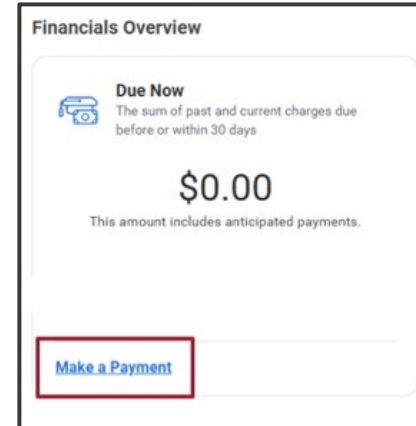 Financials Overview
Due Now
The sum of past and current charges due
before or within 30 days
$0.00
This amount includes anticipated payments.
Make a Payment